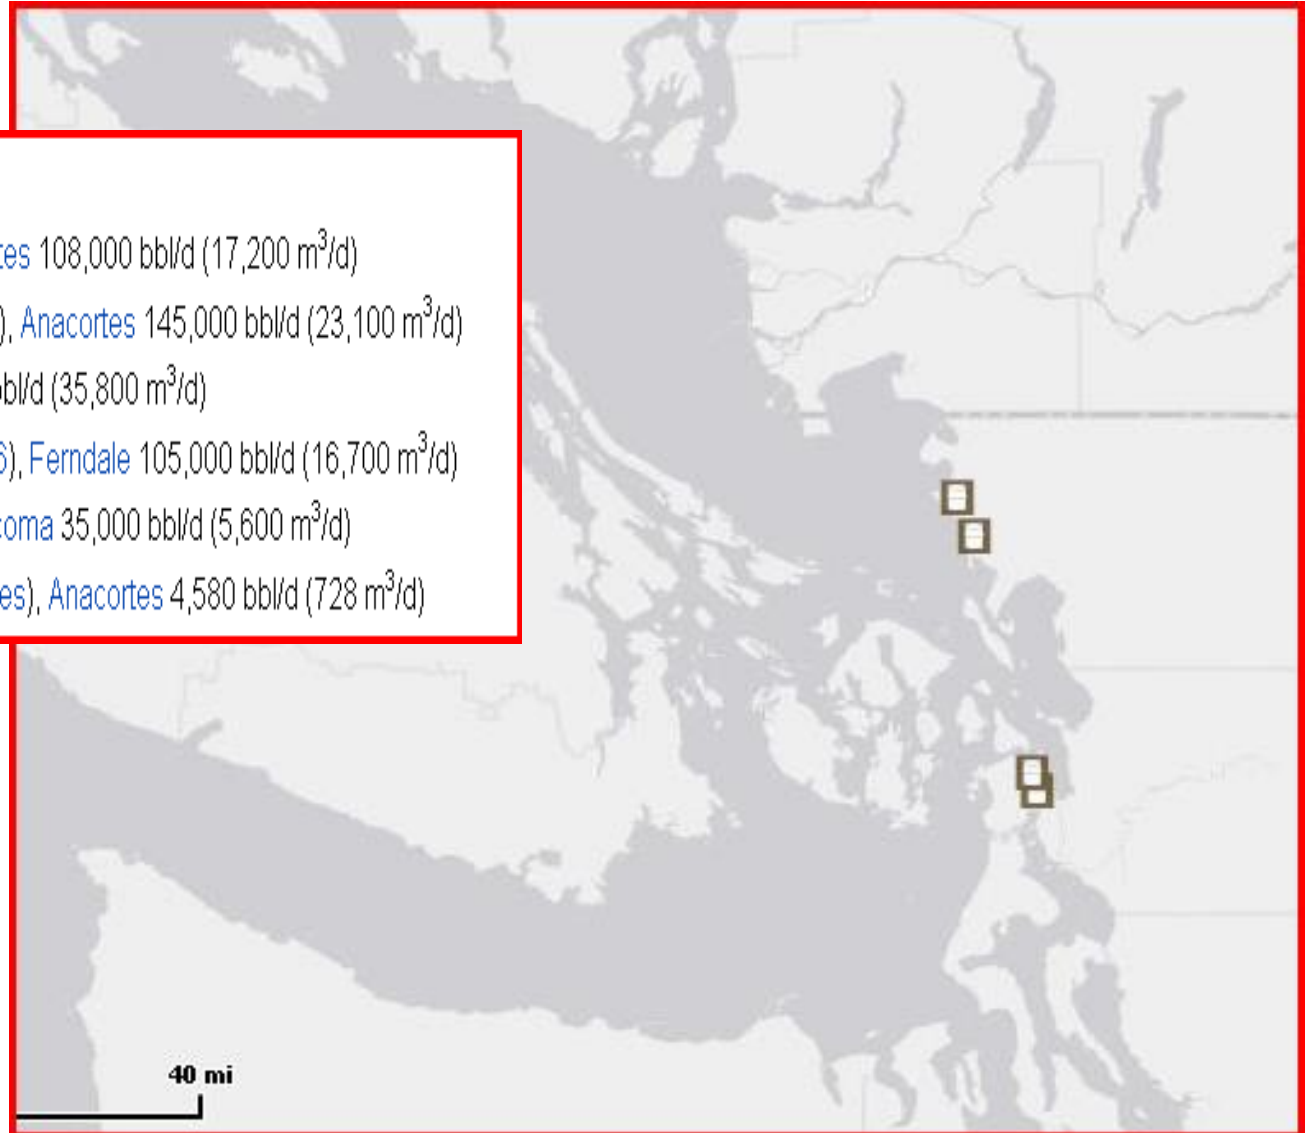 tes 108,000 bbl/d (17,200 m³/d)
), Anacortes 145,000 bbl/d (23,100 m³/d)
bbl/d (35,800 m³/d)
6), Ferndale 105,000 bbl/d (16,700 m³/d)
coma 35,000 bbl/d (5,600 m³/d)
es), Anacortes 4,580 bbl/d (728 m³/d)
40 mi